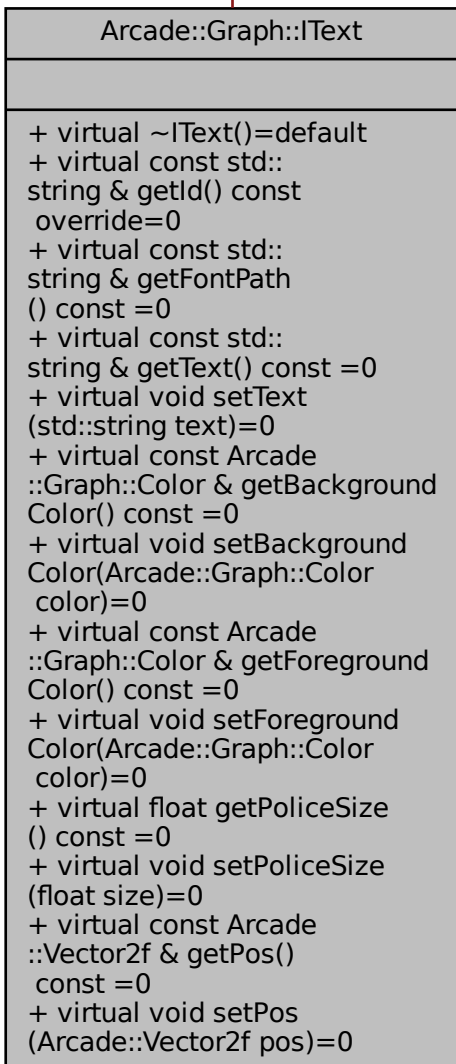 Arcade::Graph::IText
+ virtual ~IText()=default
+ virtual const std::
string & getId() const
override=0
+ virtual const std::
string & getFontPath
() const =0
+ virtual const std::
string & getText() const =0
+ virtual void setText
(std::string text)=0
+ virtual const Arcade
::Graph::Color & getBackground
Color() const =0
+ virtual void setBackground
Color(Arcade::Graph::Color
color)=0
+ virtual const Arcade
::Graph::Color & getForeground
Color() const =0
+ virtual void setForeground
Color(Arcade::Graph::Color
color)=0
+ virtual float getPoliceSize
() const =0
+ virtual void setPoliceSize
(float size)=0
+ virtual const Arcade
::Vector2f & getPos()
const =0
+ virtual void setPos
(Arcade::Vector2f pos)=0